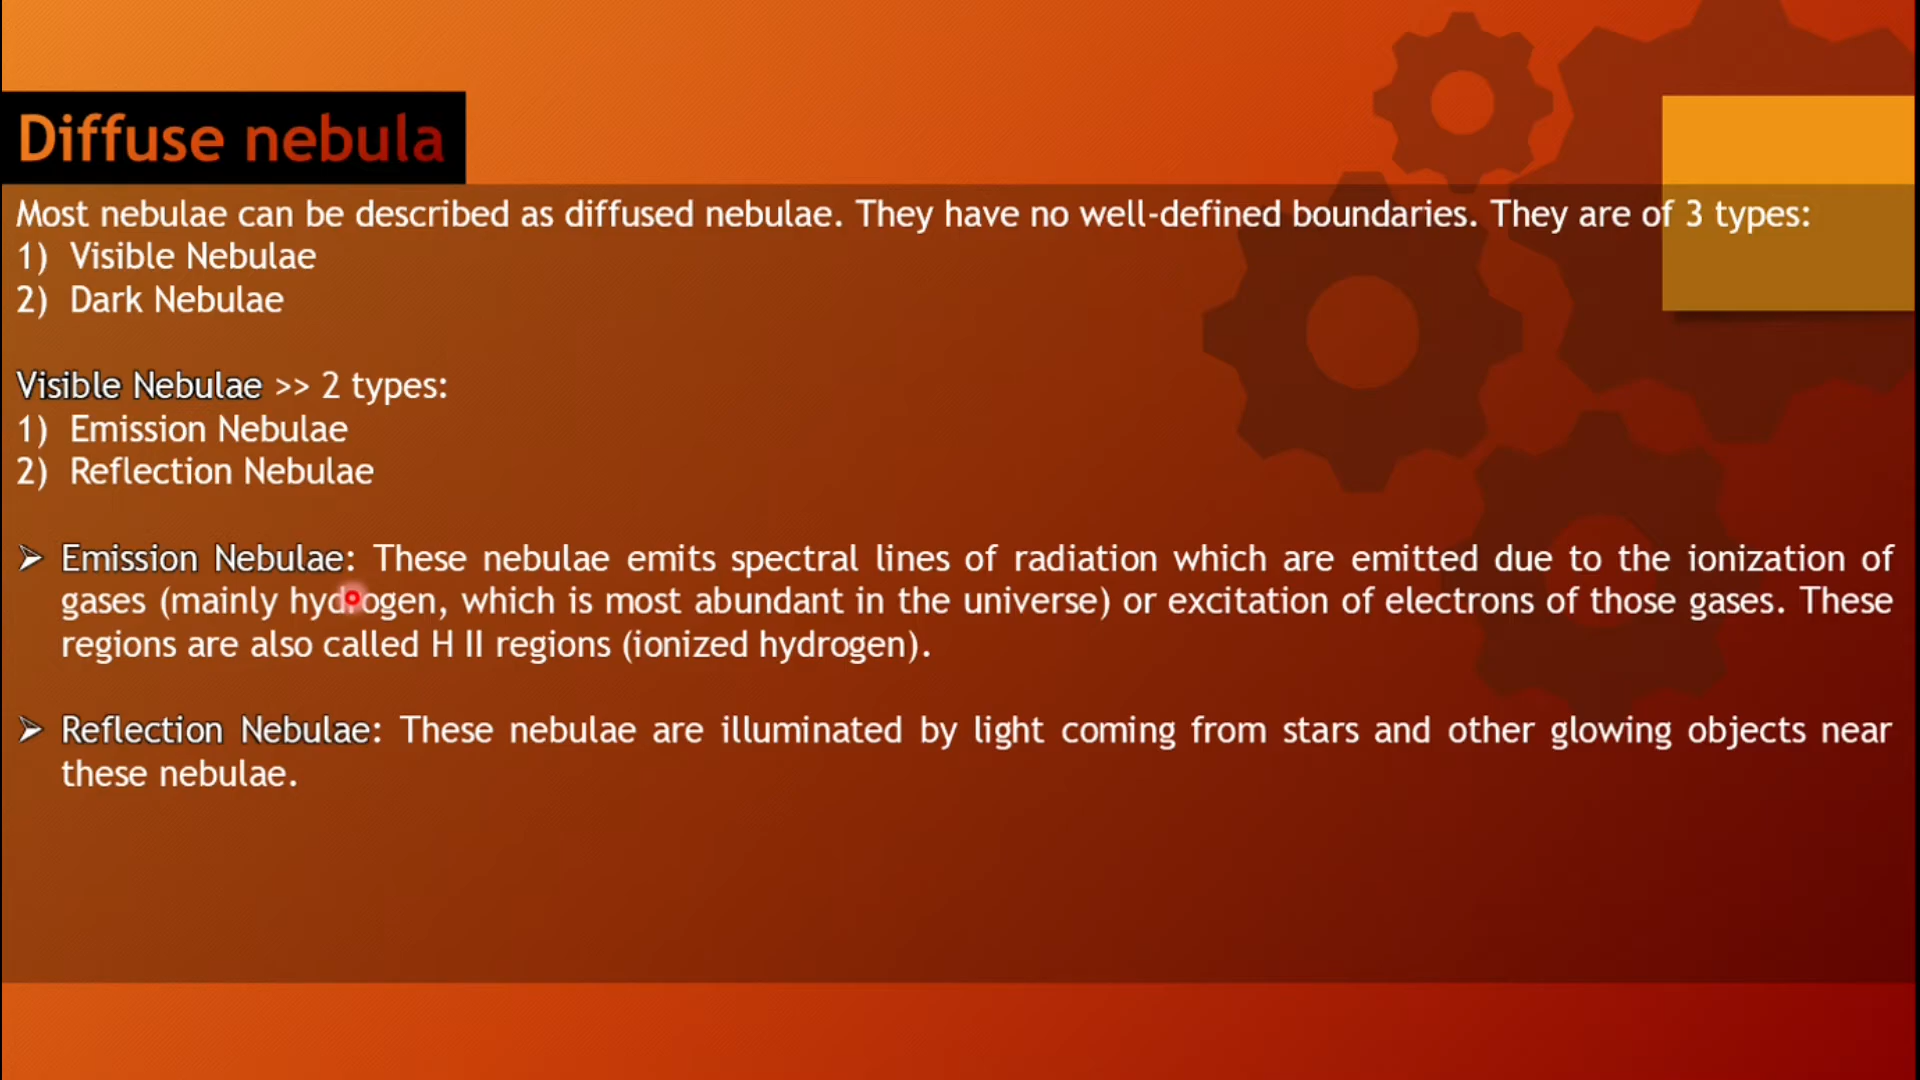 Diffuse nebula
Most nebulae can be described as diffused nebulae. They have no well-defined boundaries. They are of 3 types:
1) Visible Nebulae
2) Dark Nebulae
Visible Nebulae >> 2 types:
1) Emission Nebulae
2) Reflection Nebulae
➢ Emission Nebulae: These nebulae emits spectral lines of radiation which are emitted due to the ionization of
gases (mainly hydrogen, which is most abundant in the universe) or excitation of electrons of those gases. These
regions are also called H II regions (ionized hydrogen).
➢ Reflection Nebulae: These nebulae are illuminated by light coming from stars and other glowing objects near
these nebulae.